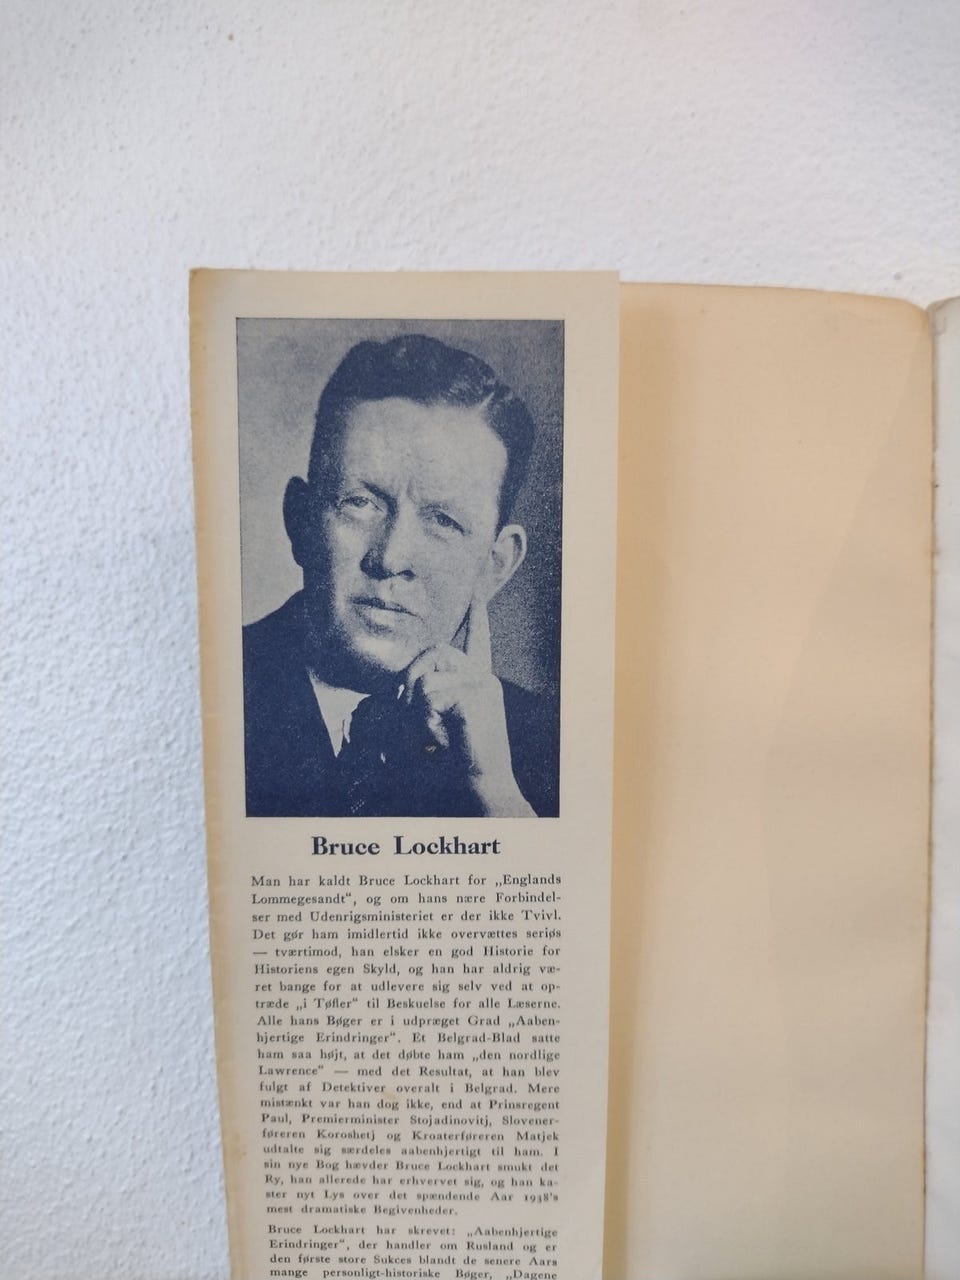 Bruce Lockhart
Man har kaldt Bruce Lockhart for „Englands
Lommegesandt“, og om hans nære Forbindel-
ser med Udenrigsministeriet er der ikke Tvivl.
Det gør ham imidlertid ikke overvættes seriøs
— tværtimod, han elsker en god Historie for
Historiens egen Skyld, og han har aldrig væ-
ret bange for at udlevere sig selv ved at op-
træde „i Tøfler“ til Beskuelse for alle Læserne.
Alle hans Bøger er i udpræget Grad „Aaben-
hjertige Erindringer“. Et Belgrad-Blad satte
ham saa højt, at det døbte ham „den nordlige
Lawrence“ — med det Resultat, at han blev
fulgt af Detektiver overalt i Belgrad. Mere
mistænkt var han dog ikke, end at Prinsregent
Paul, Premierminister Stojadinovitj, Slovener-
føreren Koroshetj og Kroaterføreren Matjek
udtalte sig særdeles aabenhjertigt til ham. I
sin nye Bog hævder Bruce Lockhart smukt det
Ry, han allerede har erhvervet sig, og han ka-
ster nyt Lys over det spændende Aar 1938's
mest dramatiske Begivenheder.
Bruce Lockhart har skrevet: „Aabenhjertige
Erindringer“, der handler om Rusland og er
den første store Sukces blandt de senere Aars
mange personligt-historiske Bøger, „Dagene